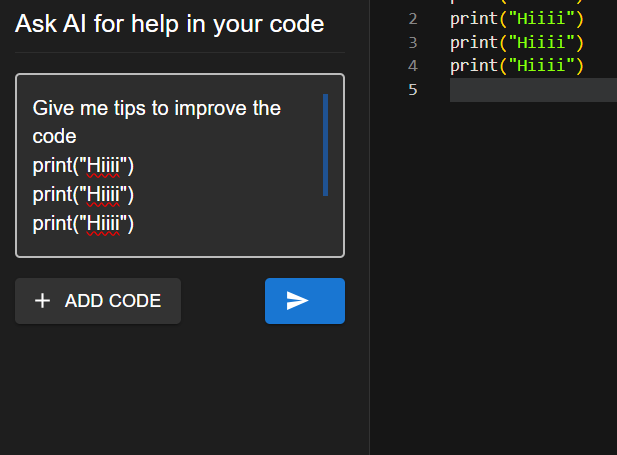 Ask AI for help in your code
Give me tips to improve the
code
print("Hiiii")
print("Hiiii")
print("Hiiii")
+ ADD CODE
2 print("Hiiii")
3 print("Hiiii")
4 print("Hiiii")
5